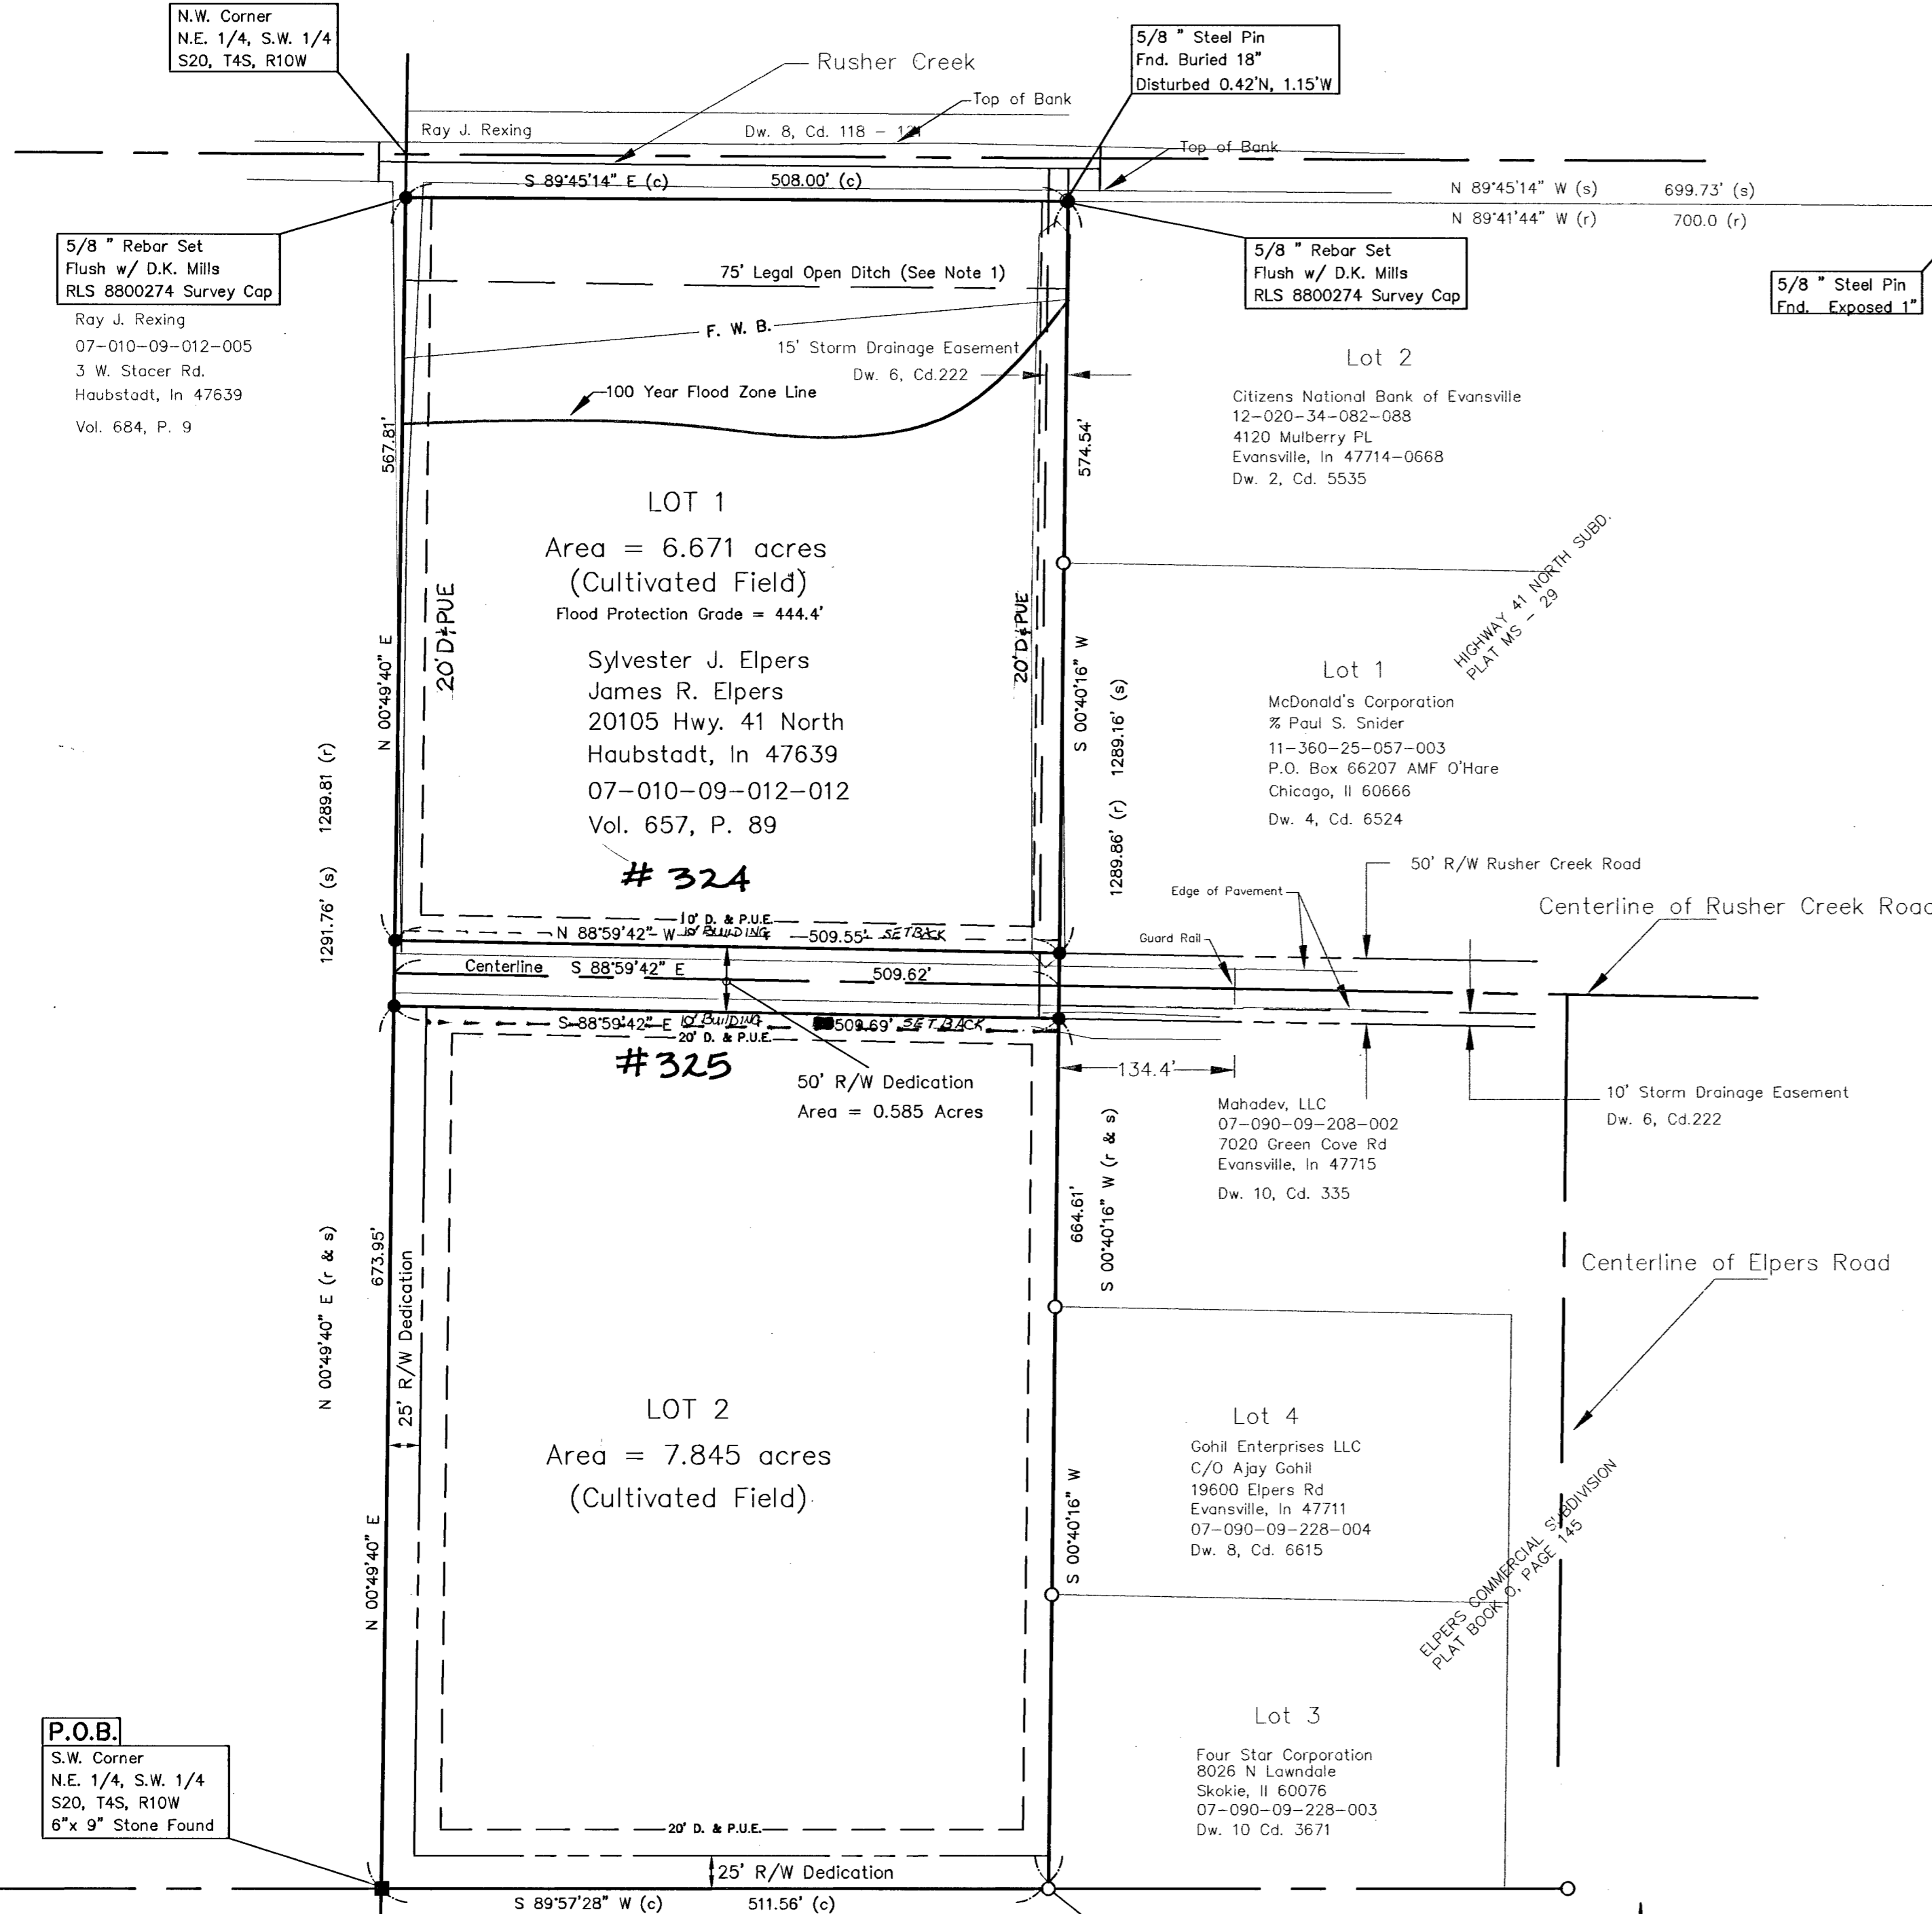 N.W. Corner
N.E. 1/4, S.W. 1/4
S20, T4S, R10W
Rusher Creek
5/8 " Steel Pin
Fnd. Buried 18"
Disturbed 0.42'N, 1.15'W
Top of Bank
Ray J. Rexing
Dw. 8, Cd. 118 –
Top of Bank
S 89°45'14" E (c)
508.00' (c)
N 89°45'14" W (s)
699.73' (s)
N 89°41'44" W (r)
700.0 (r)
5/8 " Rebar Set
Flush w/ D.K. Mills
RLS 8800274 Survey Cap
5/8 " Rebar Set
Flush w/ D.K. Mills
RLS 8800274 Survey Cap
5/8 " Steel Pin
Fnd. Exposed 1"
75' Legal Open Ditch (See Note 1)
Ray J. Rexing
07-010-09-012-005
3 W. Stacer Rd.
Haubstadt, In 47639
Vol. 684, P. 9
F. W. B.
15' Storm Drainage Easement
Dw. 6, Cd.222
100 Year Flood Zone Line
Lot 2
Citizens National Bank of Evansville
12-020-34-082-088
4120 Mulberry PL
Evansville, In 47714-0668
Dw. 2, Cd. 5535
567.81'
574.54'
LOT 1
Area = 6.671 acres
(Cultivated Field)
Flood Protection Grade = 444.4'
HIGHWAY 41 NORTH SUBD.
PLAT MS - 29
20' D&PUE
20' D&PUE
N 00°49'40" E
S 00°40'16" W
Sylvester J. Elpers
James R. Elpers
20105 Hwy. 41 North
Haubstadt, In 47639
07-010-09-012-012
Vol. 657, P. 89
Lot 1
McDonald's Corporation
% Paul S. Snider
11-360-25-057-003
P.O. Box 66207 AMF O'Hare
Chicago, Il 60666
Dw. 4, Cd. 6524
1291.76' (s) 1289.81 (r)
1289.86' (r) 1289.16' (s)
# 324
50' R/W Rusher Creek Road
Edge of Pavement
Centerline of Rusher Creek Road
Guard Rail
10' D. & P.U.E.
N 88°59'42" W 10' BUILDING 509.55' SETBACK
Centerline S 88°59'42" E 509.62'
S 88°59'42" E 10' BUILDING 509.69' SETBACK
20' D. & P.U.E.
#325
50' R/W Dedication
Area = 0.585 Acres
134.4'
10' Storm Drainage Easement
Dw. 6, Cd.222
Mahadev, LLC
07-090-09-208-002
7020 Green Cove Rd
Evansville, In 47715
Dw. 10, Cd. 335
N 00°49'40" E (r & s)
673.95'
25' R/W Dedication
664.61'
S 00°40'16" W (r & s)
Centerline of Elpers Road
LOT 2
Area = 7.845 acres
(Cultivated Field)
Lot 4
Gohil Enterprises LLC
C/O Ajay Gohil
19600 Elpers Rd
Evansville, In 47711
07-090-09-228-004
Dw. 8, Cd. 6615
N 00°49'40" E
S 00°40'16" W
ELPERS COMMERCIAL SUBDIVISION
PLAT BOOK O, PAGE 145
Lot 3
Four Star Corporation
8026 N Lawndale
Skokie, Il 60076
07-090-09-228-003
Dw. 10 Cd. 3671
P.O.B.
S.W. Corner
N.E. 1/4, S.W. 1/4
S20, T4S, R10W
6"x 9" Stone Found
20' D. & P.U.E.
25' R/W Dedication
S 89°57'28" W (c)
511.56' (c)